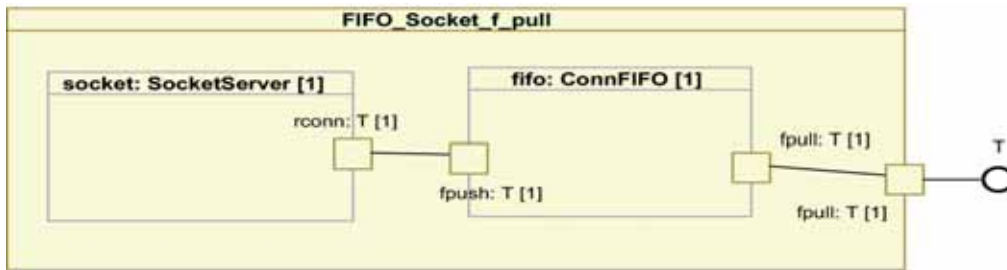 FIFO_Socket_f_pull
socket: SocketServer [1]
fifo: ConnFIFO [1]
rconn: T [1]
fpush: T [1]
fpull: T [1]
fpull: T [1]
T